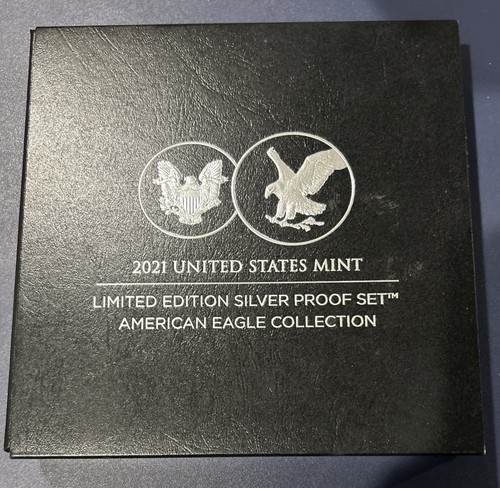 2021 UNITED STATES MINT
LIMITED EDITION SILVER PROOF SET™
AMERICAN EAGLE COLLECTION